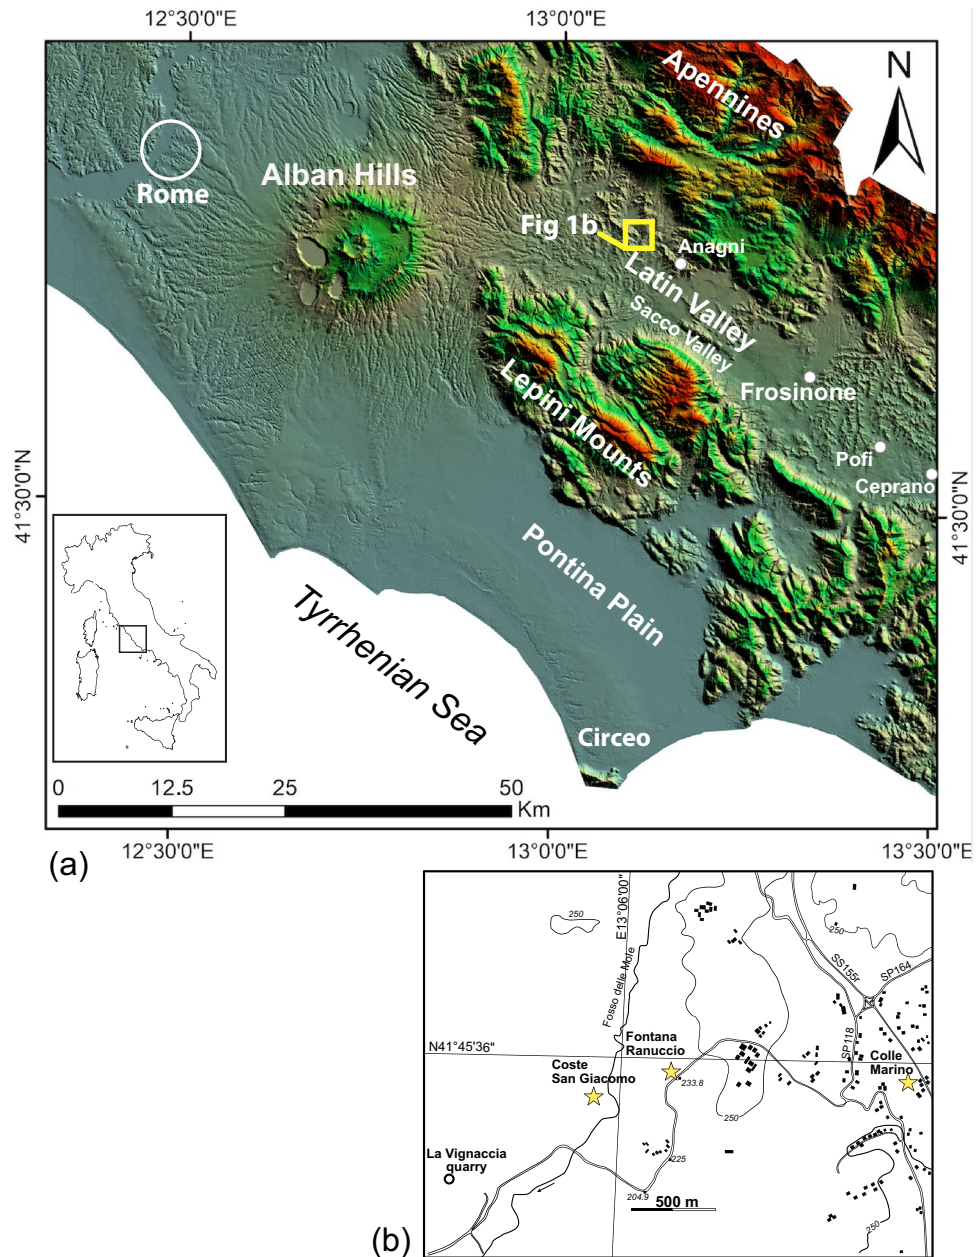 12°30'0"E
13°0'0"E
Apennines
N
Rome
Alban Hills
Fig 1b
Anagni
Latin Valley
Sacco Valley
Lepini Mounts
Frosinone
Pofi
Ceprano
41°30'0"N
41°30'0"N
Pontina Plain
Tyrrhenian Sea
Circeo
0
12.5
25
50
Km
(a)
12°30'0"E
13°0'0"E
13°30'0"E
250
E13°06'00"
Fosso delle Mole
250
SS155r
SP164
SP118
N41°45'36"
Fontana
Ranuccio
Coste
San Giacomo
Colle
Marino
233.8
250
La Vignaccia
quarry
225
204.9
500 m
250
(b)